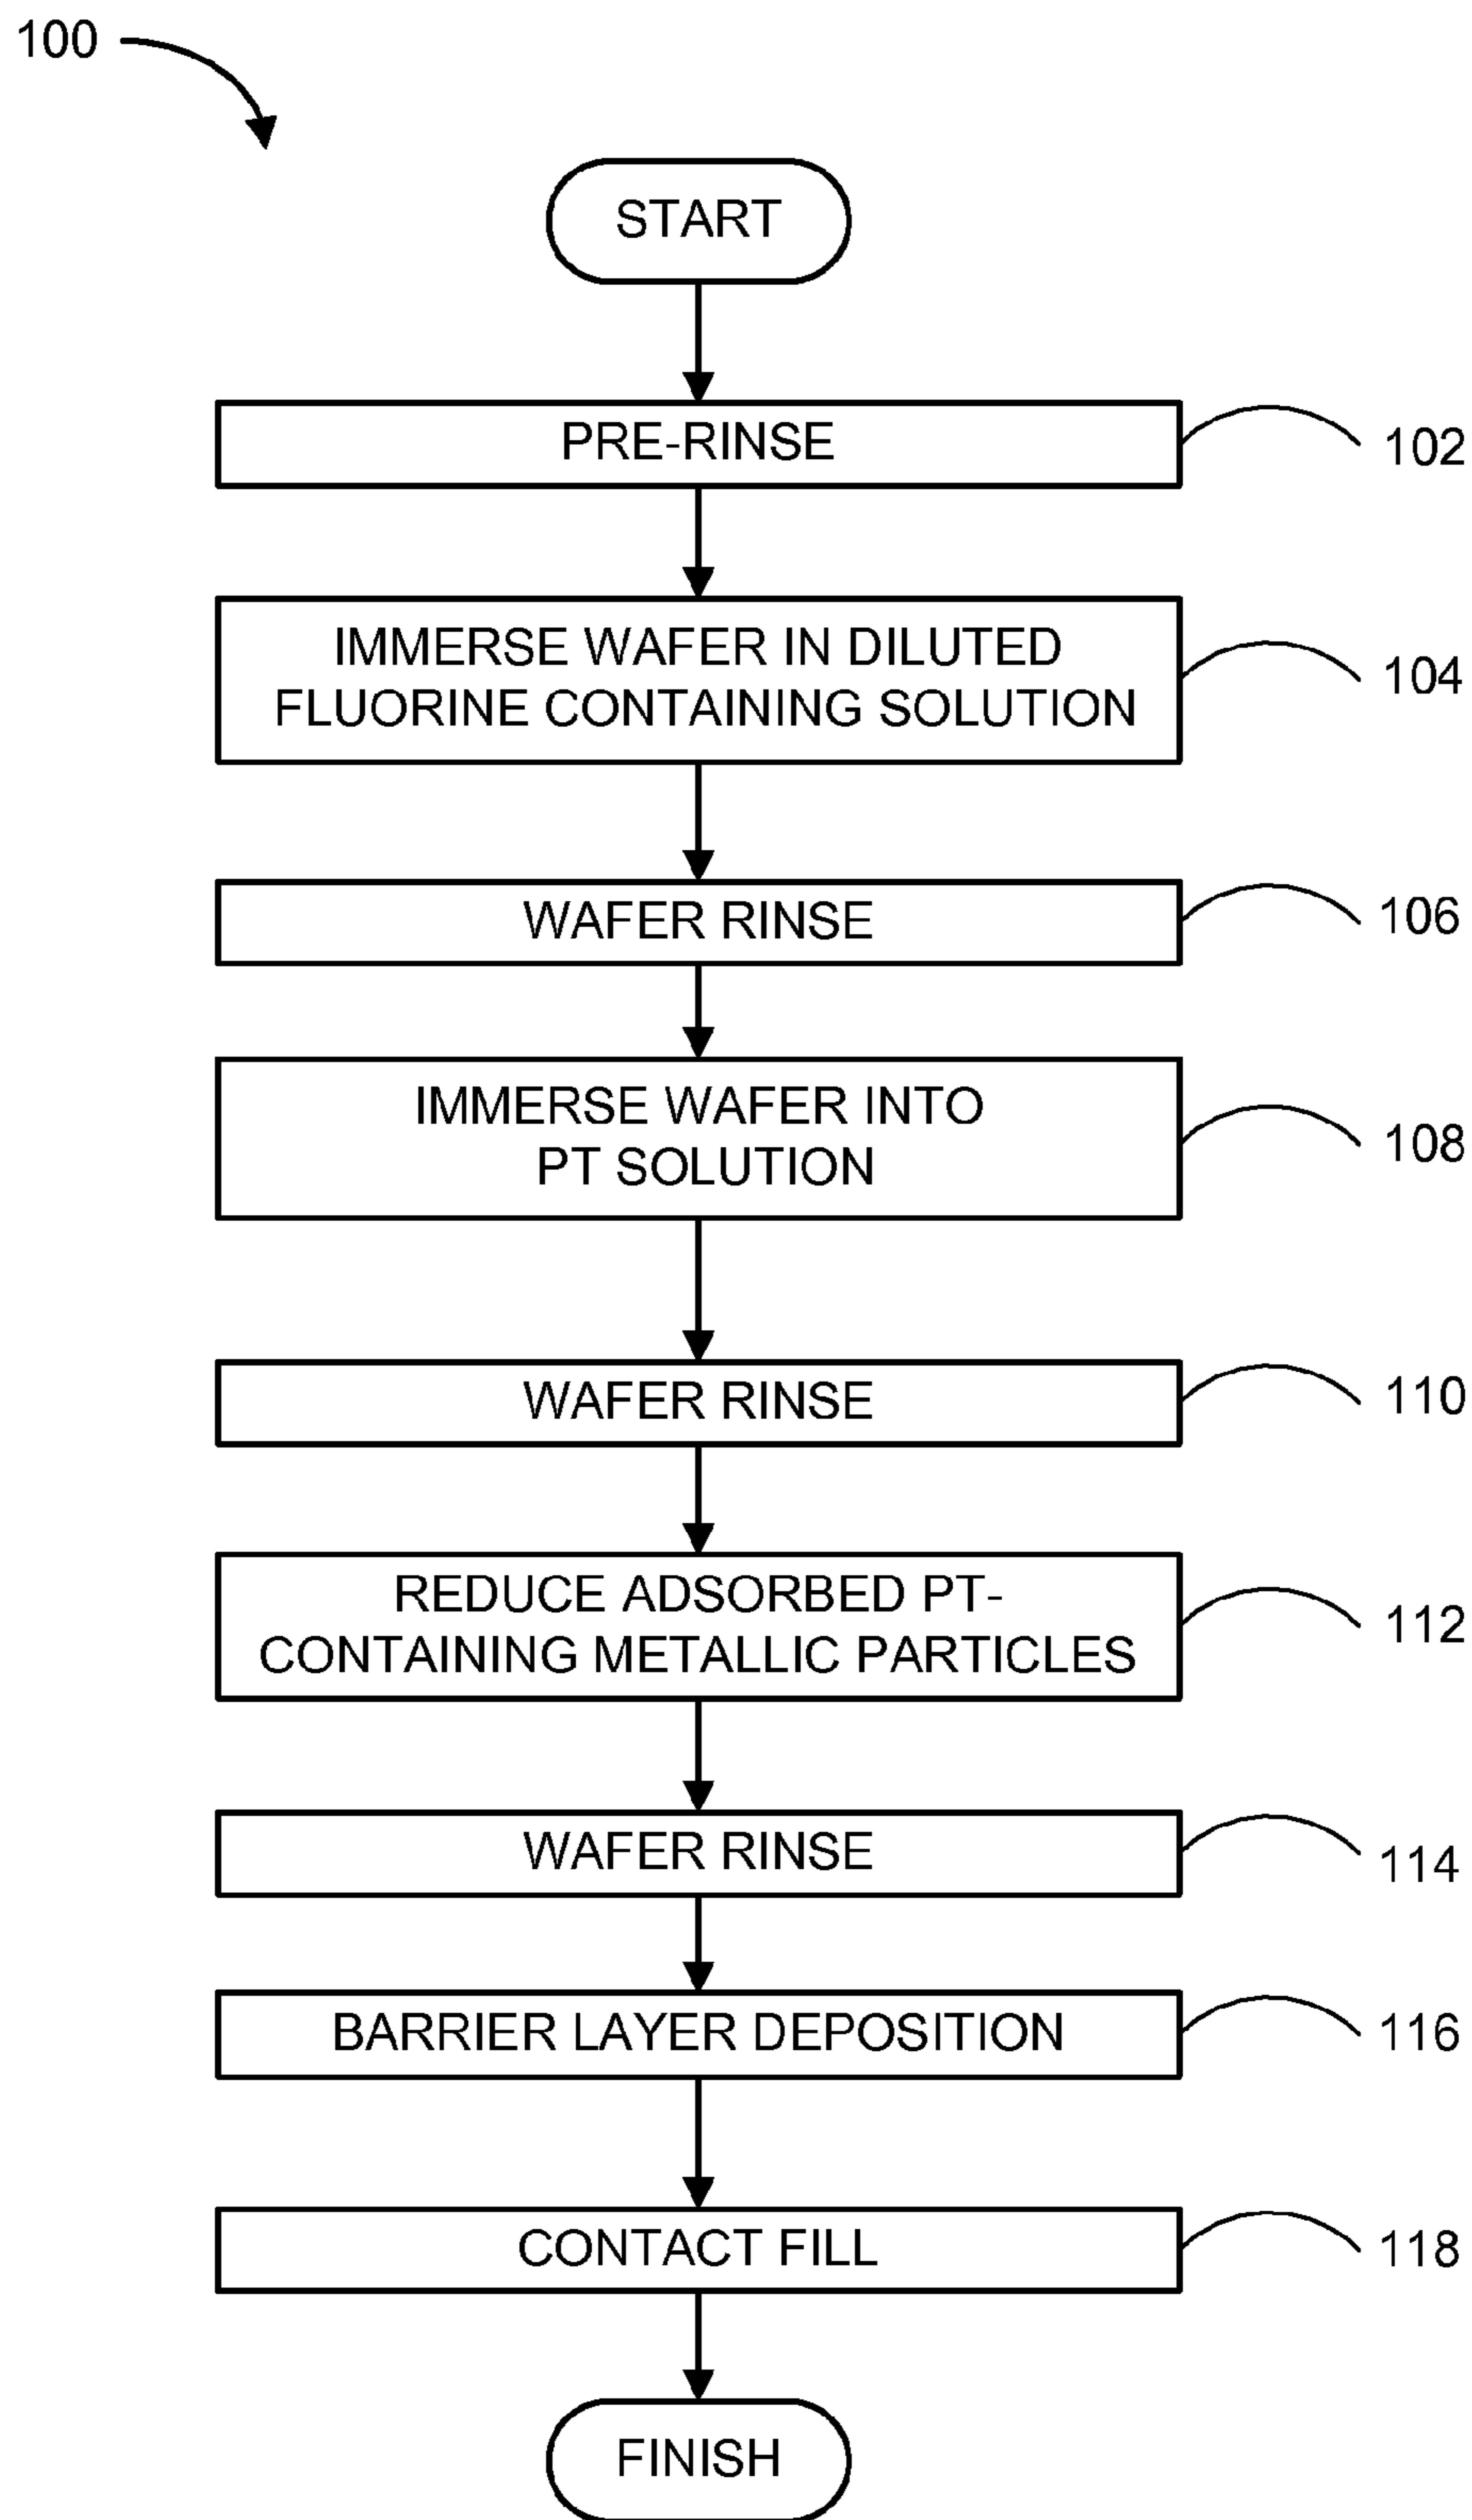 100
START
PRE-RINSE
102
IMMERSE WAFER IN DILUTED
FLUORINE CONTAINING SOLUTION
104
WAFER RINSE
106
IMMERSE WAFER INTO
PT SOLUTION
108
WAFER RINSE
110
REDUCE ADSORBED PT-
CONTAINING METALLIC PARTICLES
112
WAFER RINSE
114
BARRIER LAYER DEPOSITION
116
CONTACT FILL
118
FINISH